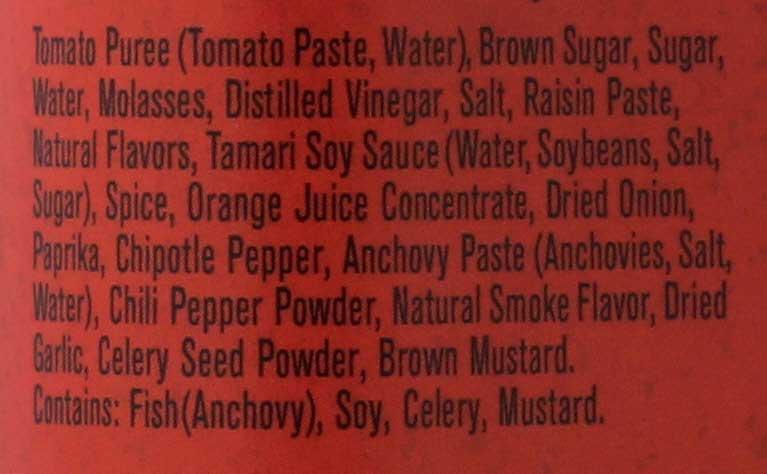 Tomato Puree (Tomato Paste, Water), Brown Sugar, Sugar,
Water, Molasses, Distilled Vinegar, Salt, Raisin Paste,
Natural Flavors, Tamari Soy Sauce (Water, Soybeans, Salt,
Sugar), Spice, Orange Juice Concentrate, Dried Onion,
Paprika, Chipotle Pepper, Anchovy Paste (Anchovies, Salt,
Water), Chili Pepper Powder, Natural Smoke Flavor, Dried
Garlic, Celery Seed Powder, Brown Mustard.
Contains: Fish(Anchovy), Soy, Celery, Mustard.